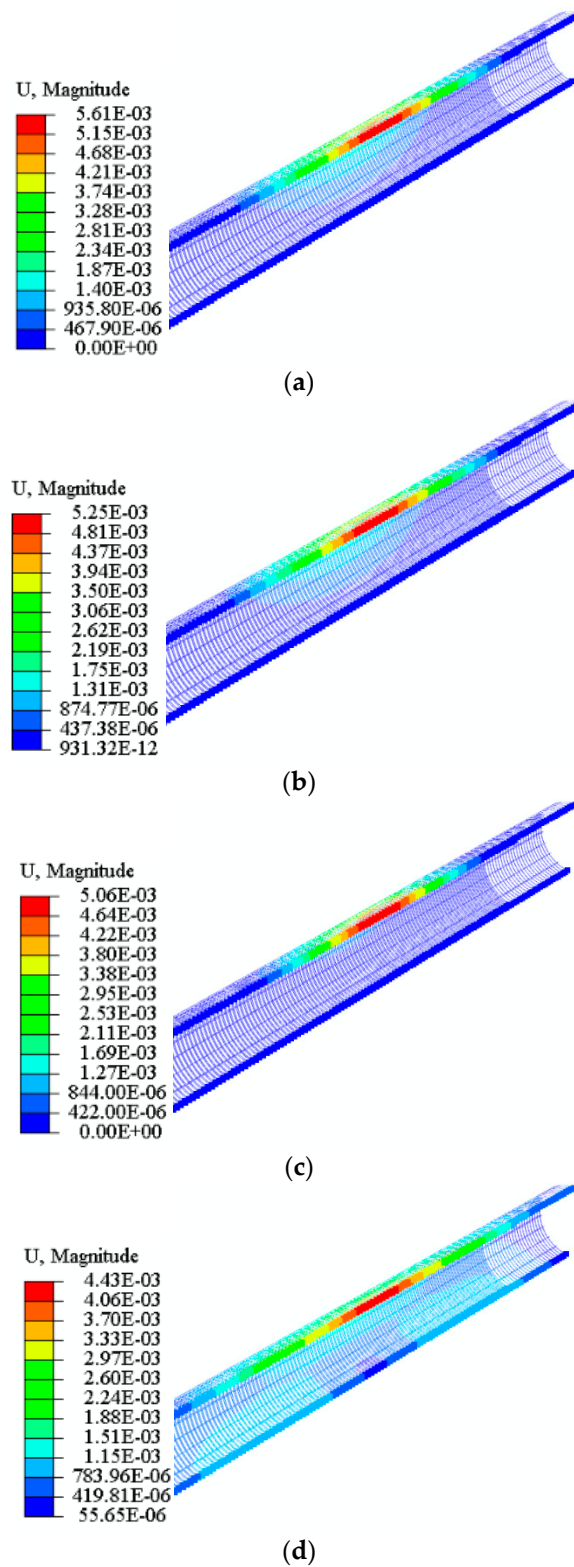 U, Magnitude
5.61E-03
5.15E-03
4.68E-03
4.21E-03
3.74E-03
3.28E-03
2.81E-03
2.34E-03
1.87E-03
1.40E-03
935.80E-06
467.90E-06
0.00E+00
(a)
U, Magnitude
5.25E-03
4.81E-03
4.37E-03
3.94E-03
3.50E-03
3.06E-03
2.62E-03
2.19E-03
1.75E-03
1.31E-03
874.77E-06
437.38E-06
931.32E-12
(b)
U, Magnitude
5.06E-03
4.64E-03
4.22E-03
3.80E-03
3.38E-03
2.95E-03
2.53E-03
2.11E-03
1.69E-03
1.27E-03
844.00E-06
422.00E-06
0.00E+00
(c)
U, Magnitude
4.43E-03
4.06E-03
3.70E-03
3.33E-03
2.97E-03
2.60E-03
2.24E-03
1.88E-03
1.51E-03
1.15E-03
783.96E-06
419.81E-06
55.65E-06
(d)